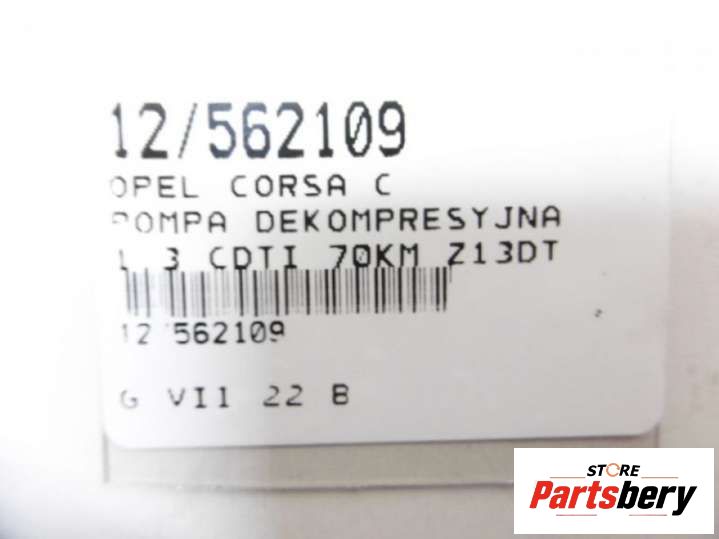 12/562109
OPEL CORSA C
POMPA DEKOMPRESYJNA
1.3 CDTI 70KM Z13DT
12 562109
G VI1 22 B
STORE
Partsbery